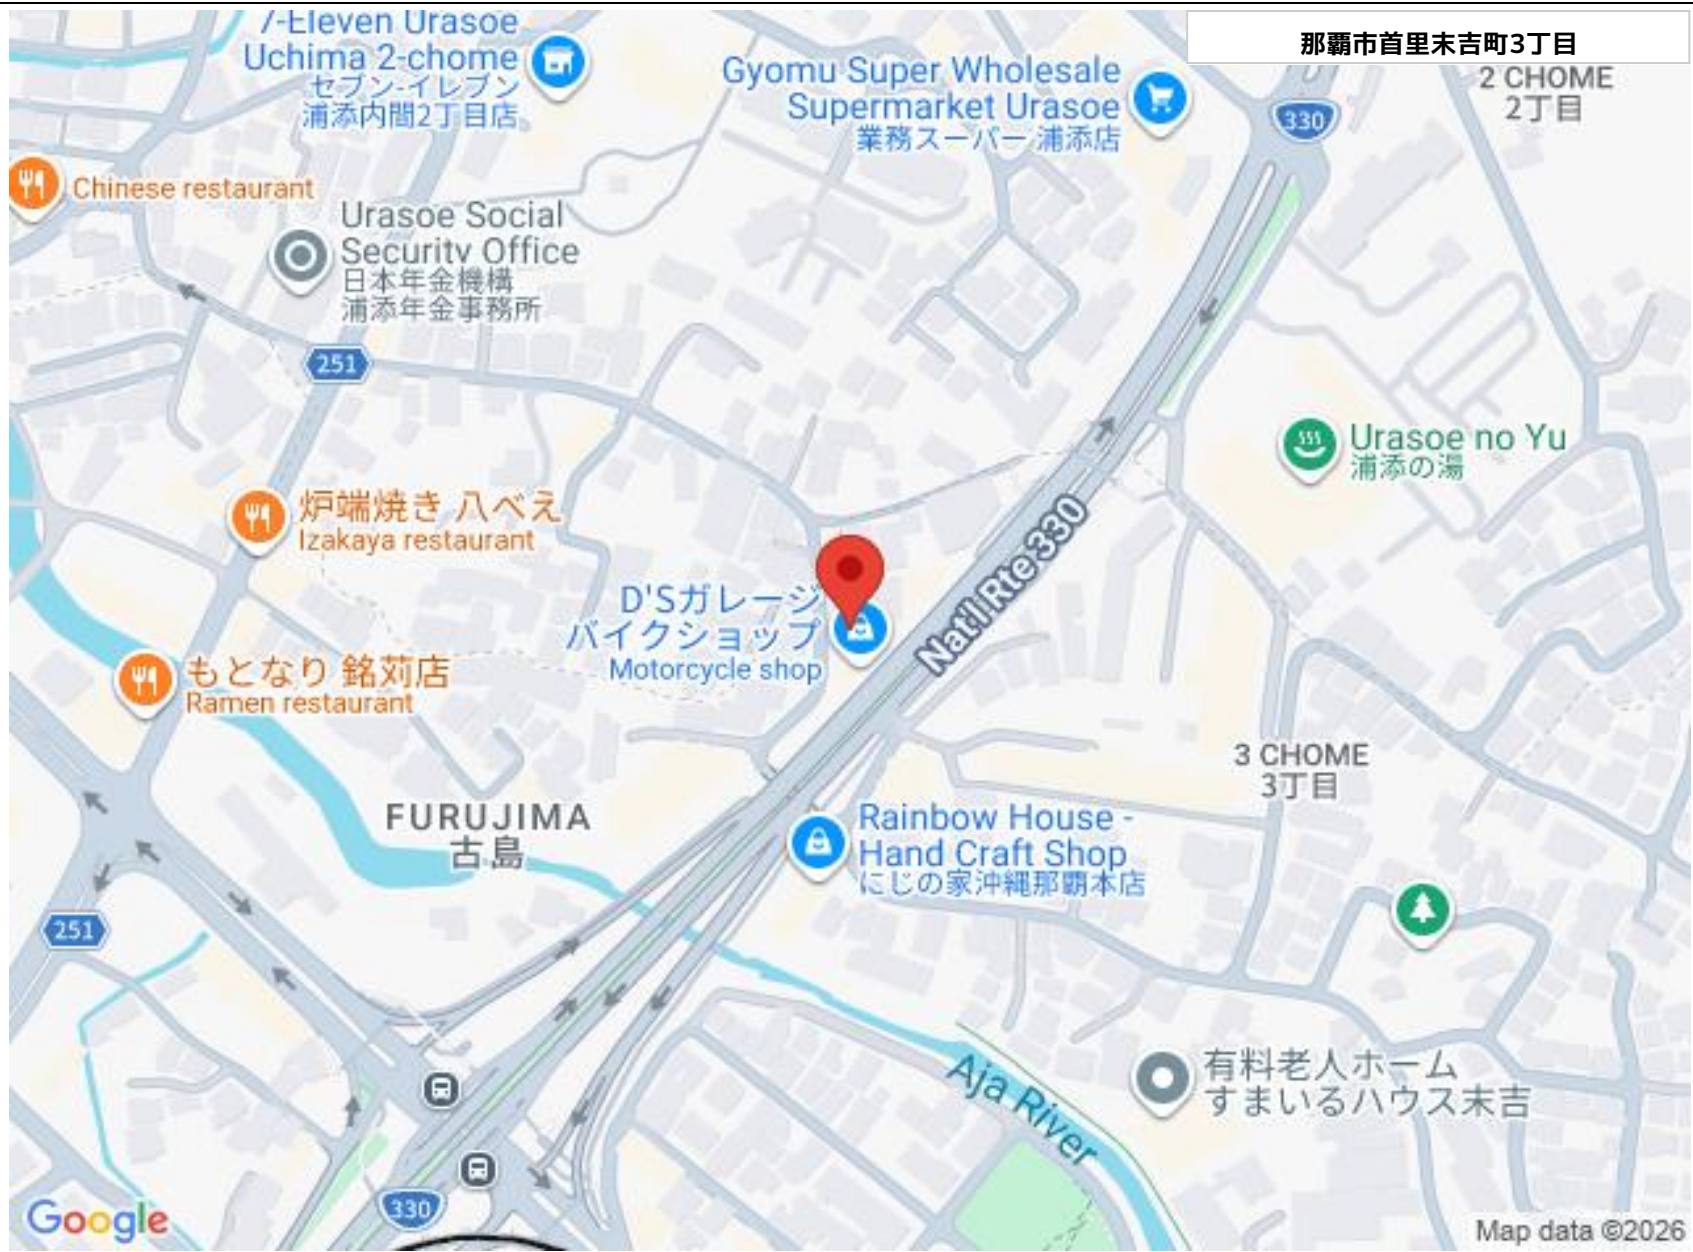 那覇市首里末吉町3丁目
7-Eleven Urasoe
Uchima 2-chome
セブン-イレブン
浦添内間2丁目店
Gyomu Super Wholesale
Supermarket Urasoe
業務スーパー 浦添店
330
2 CHOME
2丁目
Chinese restaurant
Urasoe Social
Security Office
日本年金機構
浦添年金事務所
251
Urasoe no Yu
浦添の湯
炉端焼き 八べえ
Izakaya restaurant
Nat'l Rte 330
D'Sガレージ
バイクショップ
Motorcycle shop
もとなり 銘苅店
Ramen restaurant
3 CHOME
3丁目
FURUJIMA
古島
Rainbow House -
Hand Craft Shop
にじの家沖縄那覇本店
251
Aja River
有料老人ホーム
すまいるハウス末吉
330
Google
Map data ©2026